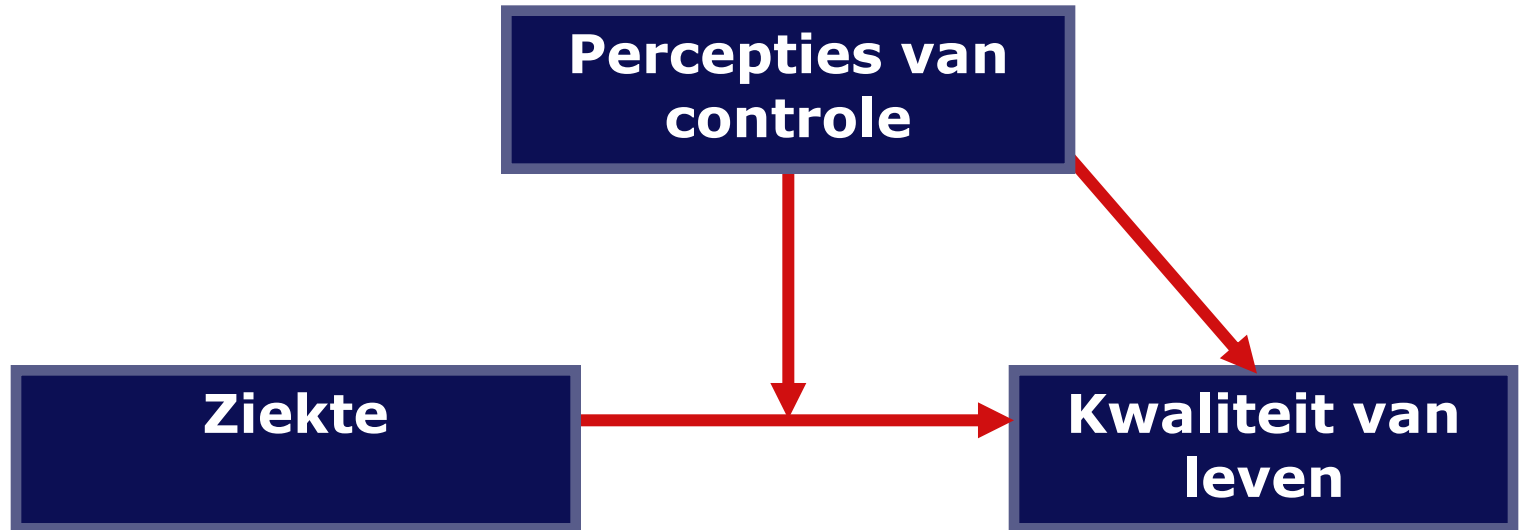 Percepties van
controle
Ziekte
Kwaliteit van
leven